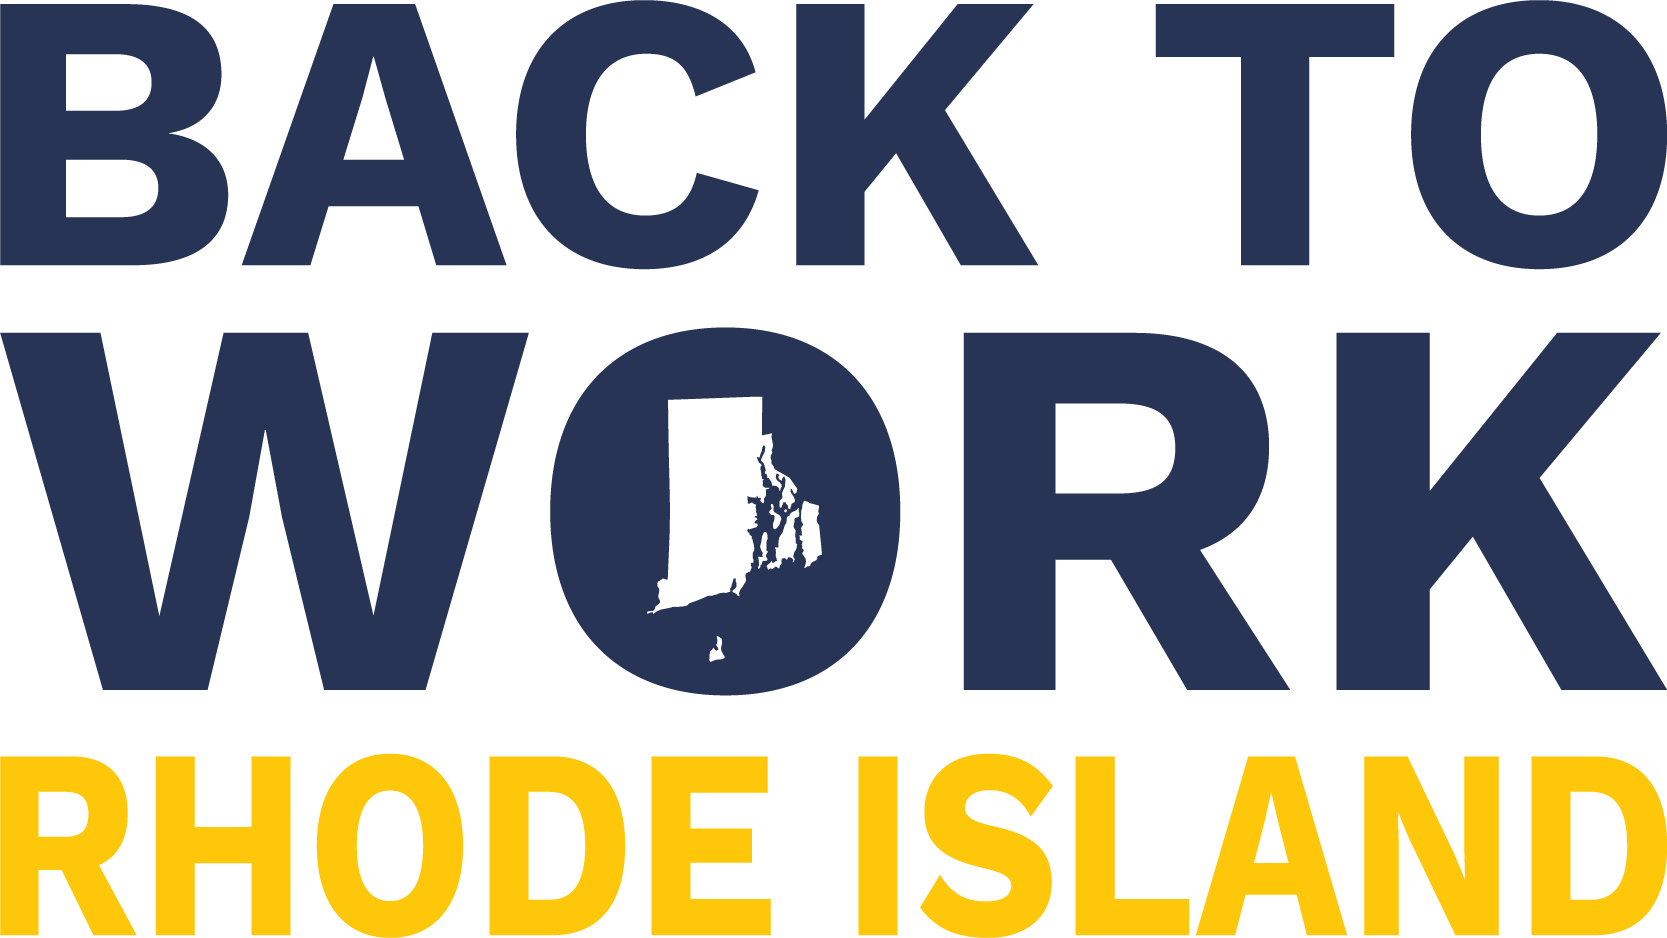 BACK TO
WORK
RHODE ISLAND